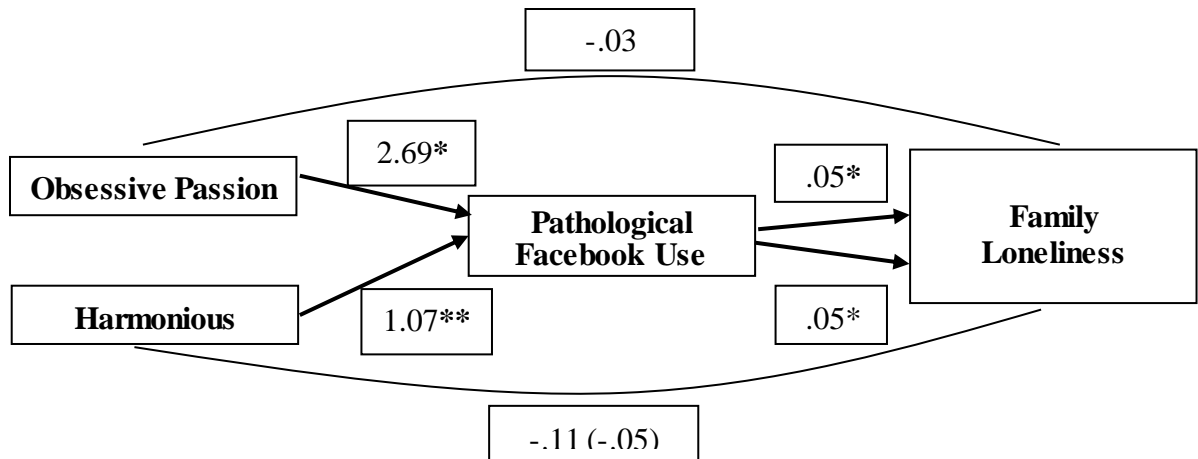 -.03
2.69*
.05*
Obsessive Passion
Pathological
Facebook Use
Family
Loneliness
Harmonious
1.07**
.05*
-.11 (-.05)